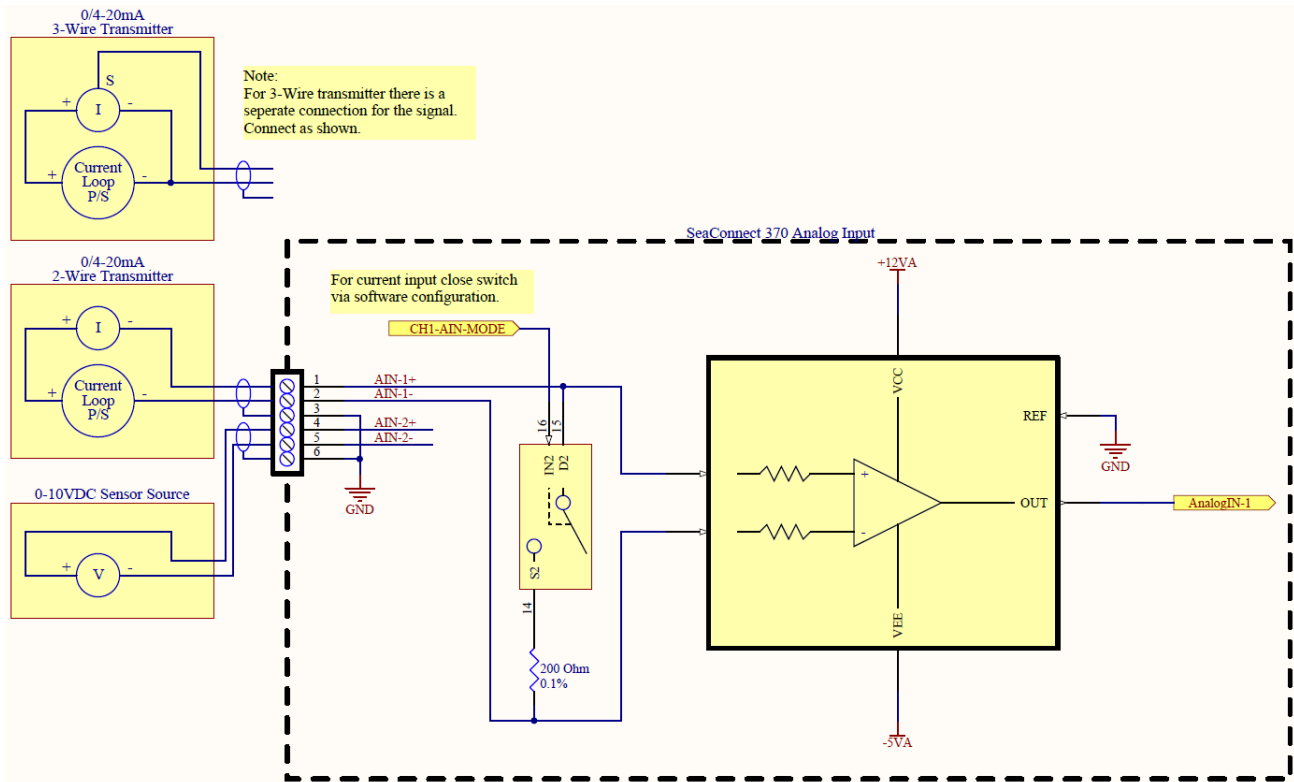 0/4-20mA
3-Wire Transmitter
S
+ I -
Current
Loop
P/S
+ -
Note:
For 3-Wire transmitter there is a
seperate connection for the signal.
Connect as shown.
SeaConnect 370 Analog Input
0/4-20mA
2-Wire Transmitter
+ I -
Current
Loop
P/S
+ -
For current input close switch
via software configuration.
CH1-AIN-MODE
+12VA
1 AIN-1+
2 AIN-1-
3
4 AIN-2+
5 AIN-2-
6
GND
16
15
IN2
D2
S2
14
200 Ohm
0.1%
VCC
REF
GND
+
-
OUT
AnalogIN-1
VEE
-5VA
0-10VDC Sensor Source
+ V -